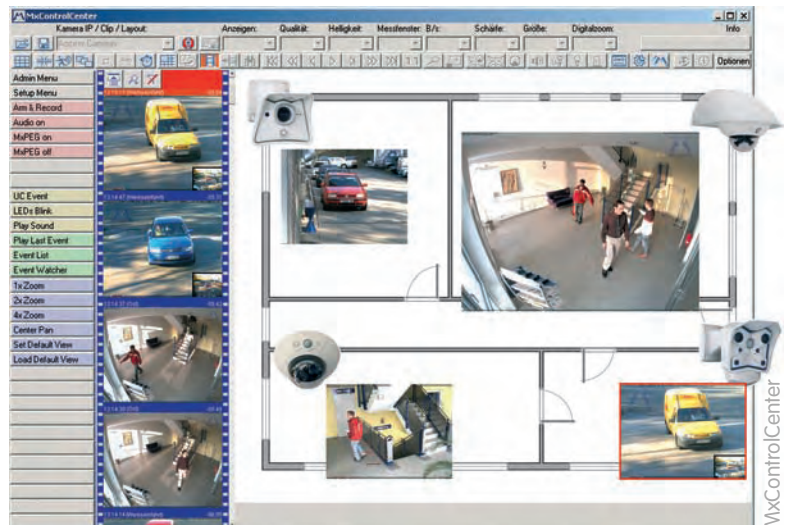 MxControlCenter
Kamera IP / Clip / Layout: Anzeigen: Qualität: Helligkeit: Messfenster: B/s: Schärfe: Größe: Digitalzoom: Info
1:1 Optionen
Admin Menu
Setup Menu
Arm & Record
Audio on
MxPEG on
MxPEG off
UC Event
LEDs Blink
Play Sound
Play Last Event
Event List
Event Watcher
1x Zoom
2x Zoom
4x Zoom
Center Pan
Set Default View
Load Default View
MxControlCenter